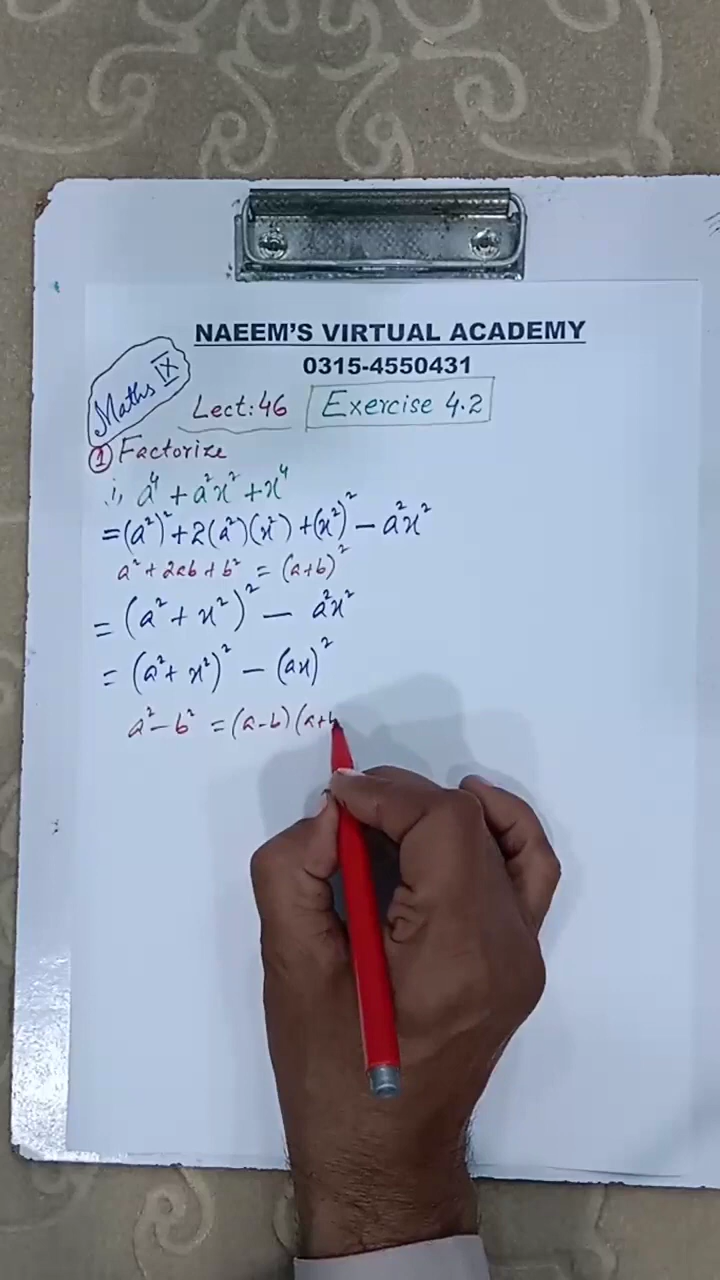 NAEEM'S VIRTUAL ACADEMY
0315-4550431
Maths IX
Lect:46 Exercise 4.2
① Factorize
i, a⁴ + a²x² + x⁴
= (a²)² + 2(a²)(x²) + (x²)² - a²x²
a² + 2ab + b² = (a+b)²
= (a² + x²)² - a²x²
= (a² + x²)² - (ax)²
a² - b² = (a-b)(a+b